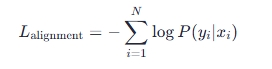 L_alignment = − ∑_{i=1}^{N} log P(y_i|x_i)